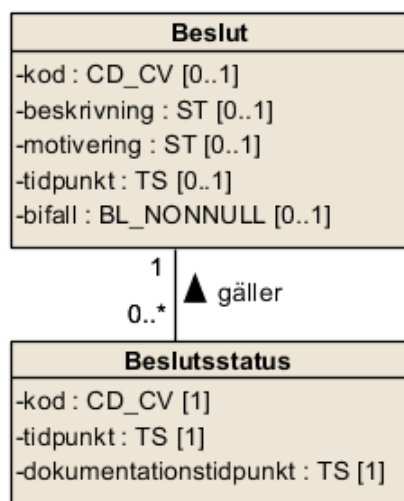 Beslut
-kod : CD_CV [0..1]
-beskrivning : ST [0..1]
-motivering : ST [0..1]
-tidpunkt : TS [0..1]
-bifall : BL_NONNULL [0..1]
1
gäller
0..*
Beslutsstatus
-kod : CD_CV [1]
-tidpunkt : TS [1]
-dokumentationstidpunkt : TS [1]